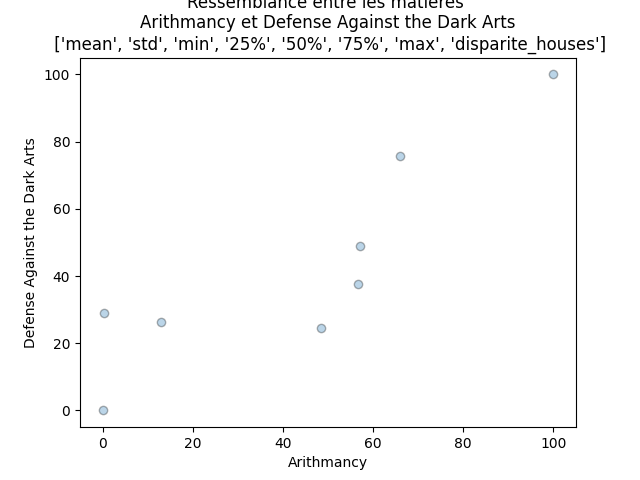 Ressemblance entre les matières
Arithmancy et Defense Against the Dark Arts
['mean', 'std', 'min', '25%', '50%', '75%', 'max', 'disparite_houses']
100
80
60
40
20
0
Defense Against the Dark Arts
0 20 40 60 80 100
Arithmancy